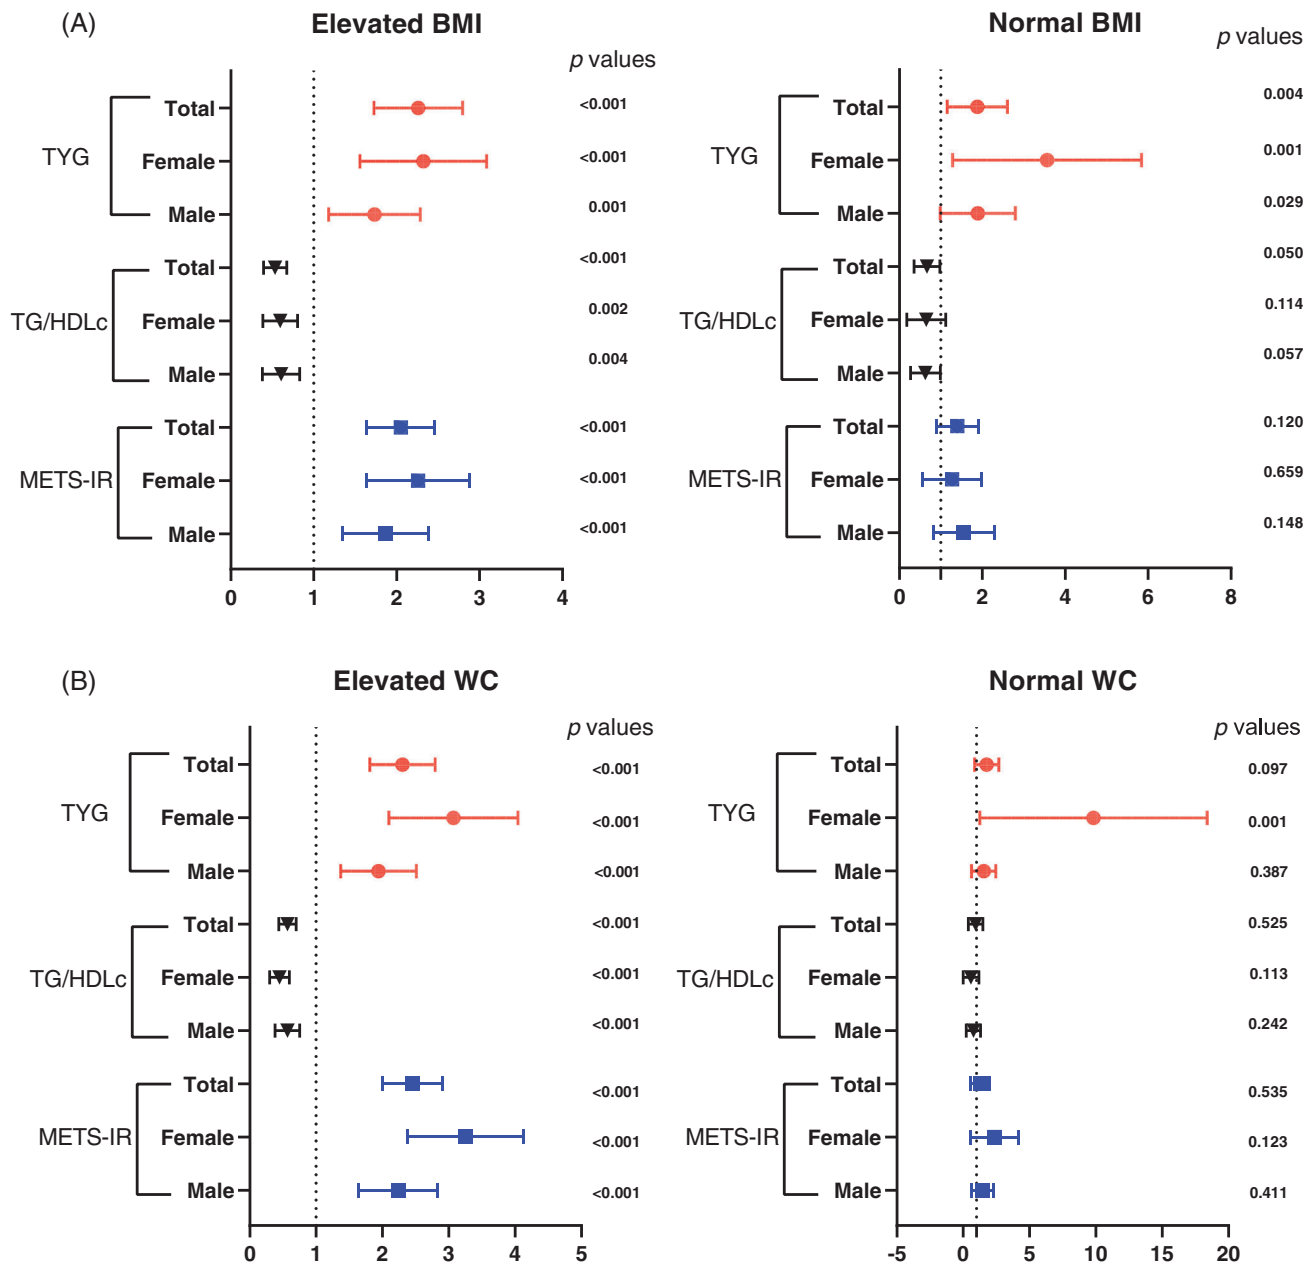 (A)
Elevated BMI
p values
TYG
Total
<0.001
Female
<0.001
Male
0.001
TG/HDLc
Total
<0.001
Female
0.002
Male
0.004
METS-IR
Total
<0.001
Female
<0.001
Male
<0.001
0 1 2 3 4
Normal BMI
p values
TYG
Total
0.004
Female
0.001
Male
0.029
TG/HDLc
Total
0.050
Female
0.114
Male
0.057
METS-IR
Total
0.120
Female
0.659
Male
0.148
0 2 4 6 8
(B)
Elevated WC
p values
TYG
Total
<0.001
Female
<0.001
Male
<0.001
TG/HDLc
Total
<0.001
Female
<0.001
Male
<0.001
METS-IR
Total
<0.001
Female
<0.001
Male
<0.001
0 1 2 3 4 5
Normal WC
p values
TYG
Total
0.097
Female
0.001
Male
0.387
TG/HDLc
Total
0.525
Female
0.113
Male
0.242
METS-IR
Total
0.535
Female
0.123
Male
0.411
-5 0 5 10 15 20